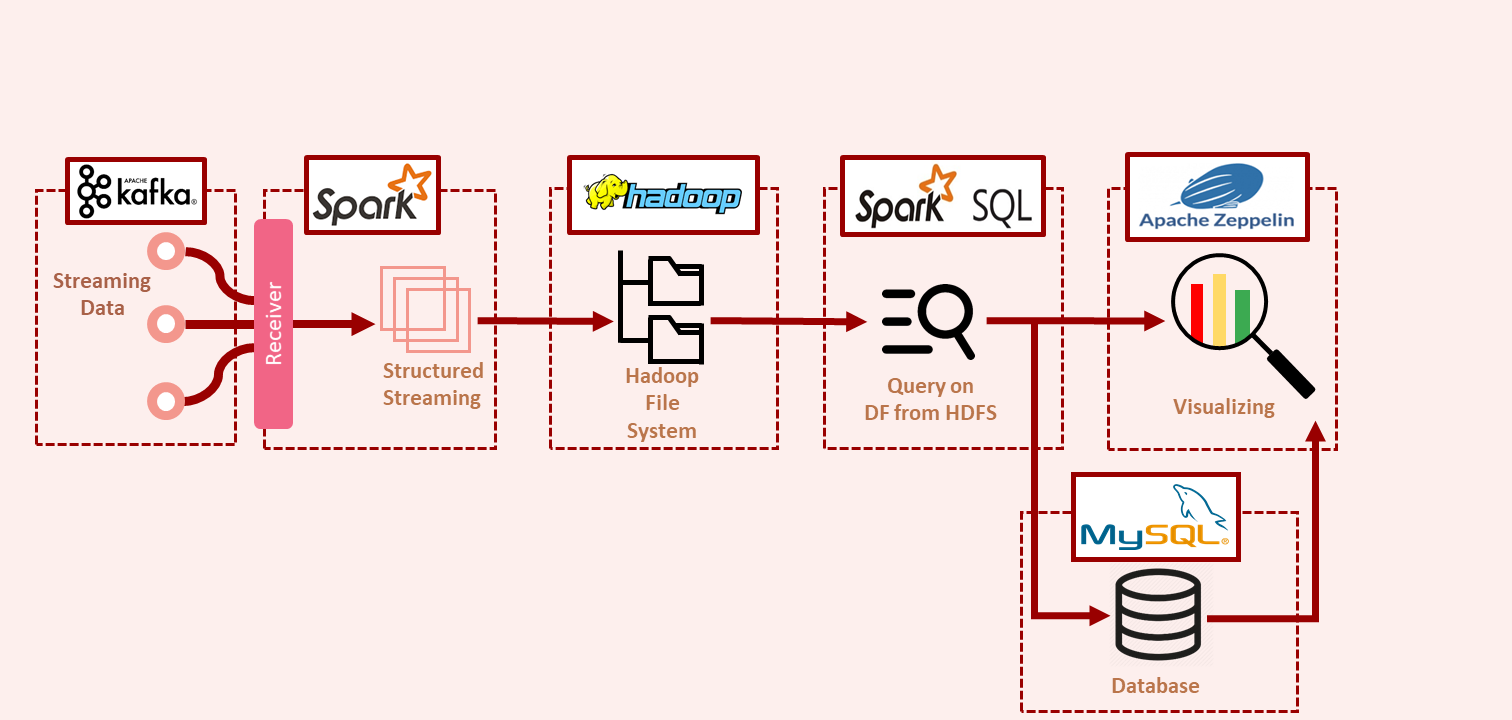 APACHE
kafka®
Streaming
Data
Receiver
Spark
Structured
Streaming
hadoop
Hadoop
File
System
Spark SQL
Query on
DF from HDFS
Apache Zeppelin
Visualizing
MySQL®
Database